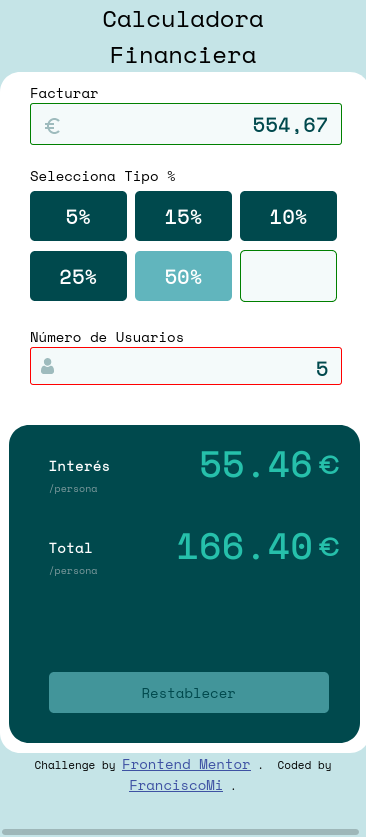 Calculadora
Financiera
Facturar
€ 554,67
Selecciona Tipo %
5% 15% 10%
25% 50%
Número de Usuarios
5
Interés 55.46 €
/persona
Total 166.40 €
/persona
Restablecer
Challenge by Frontend Mentor . Coded by
FranciscoMi .